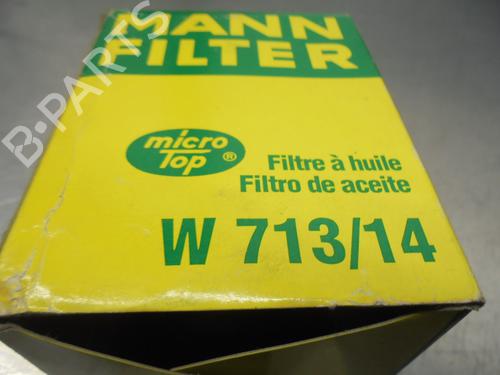 MANN
FILTER
B-PARTS
micro
Top ®
Filtre à huile
Filtro de aceite
W 713/14